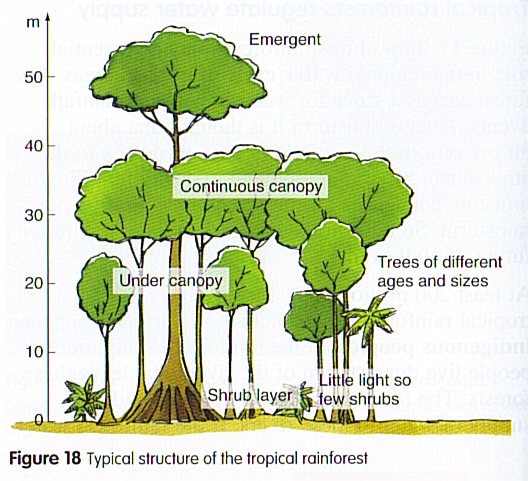 m
Emergent
50
40
Continuous canopy
30
Trees of different
ages and sizes
20
Under canopy
10
Shrub layer
Little light so
few shrubs
0
Figure 18 Typical structure of the tropical rainforest